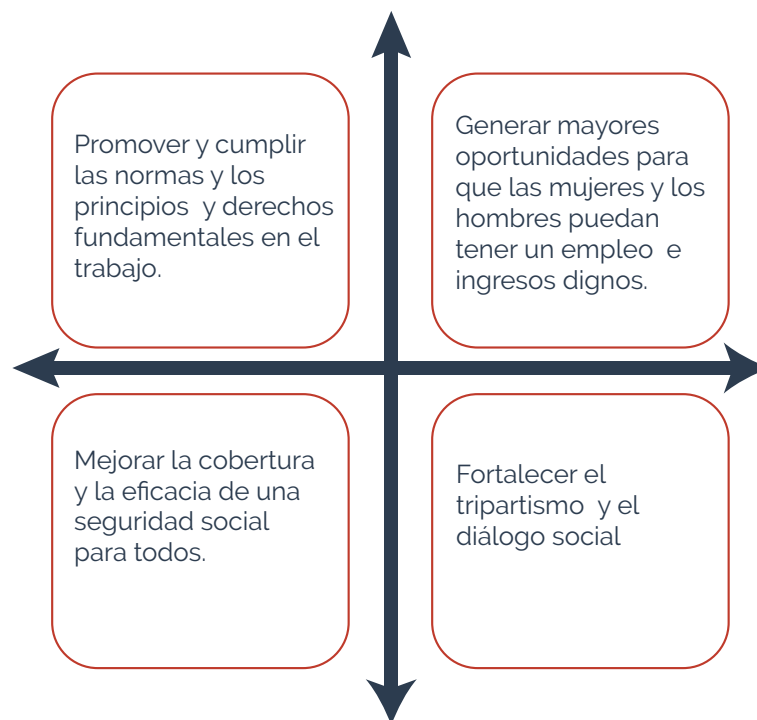 Promover y cumplir
las normas y los
principios  y derechos
fundamentales en el
trabajo.
Generar mayores
oportunidades para
que las mujeres y los
hombres puedan
tener un empleo  e
ingresos dignos.
Mejorar la cobertura
y la eficacia de una
seguridad social
para todos.
Fortalecer el
tripartismo  y el
diálogo social